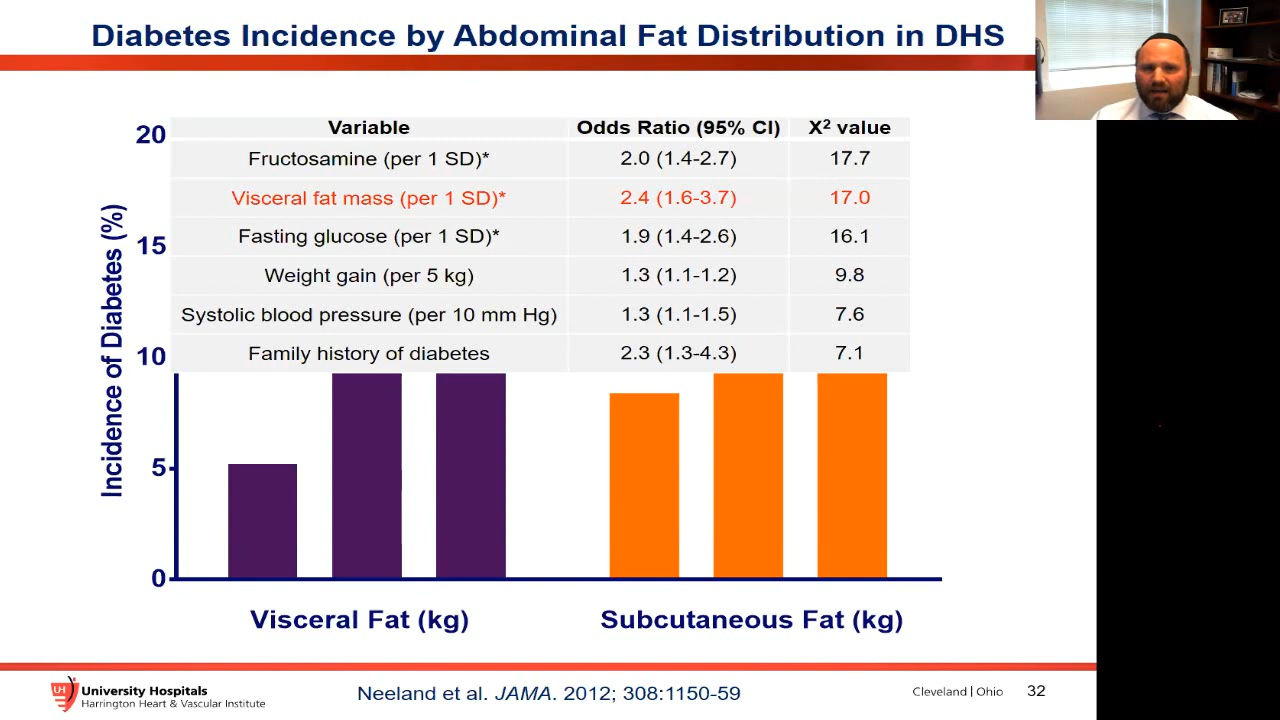 Diabetes Incidence by Abdominal Fat Distribution in DHS
Variable Odds Ratio (95% CI) X² value
Fructosamine (per 1 SD)* 2.0 (1.4-2.7) 17.7
Visceral fat mass (per 1 SD)* 2.4 (1.6-3.7) 17.0
Fasting glucose (per 1 SD)* 1.9 (1.4-2.6) 16.1
Weight gain (per 5 kg) 1.3 (1.1-1.2) 9.8
Systolic blood pressure (per 10 mm Hg) 1.3 (1.1-1.5) 7.6
Family history of diabetes 2.3 (1.3-4.3) 7.1
Incidence of Diabetes (%)
20
15
10
5
0
Visceral Fat (kg)
Subcutaneous Fat (kg)
UH
University Hospitals
Harrington Heart & Vascular Institute
Neeland et al. JAMA. 2012; 308:1150-59
Cleveland | Ohio 32